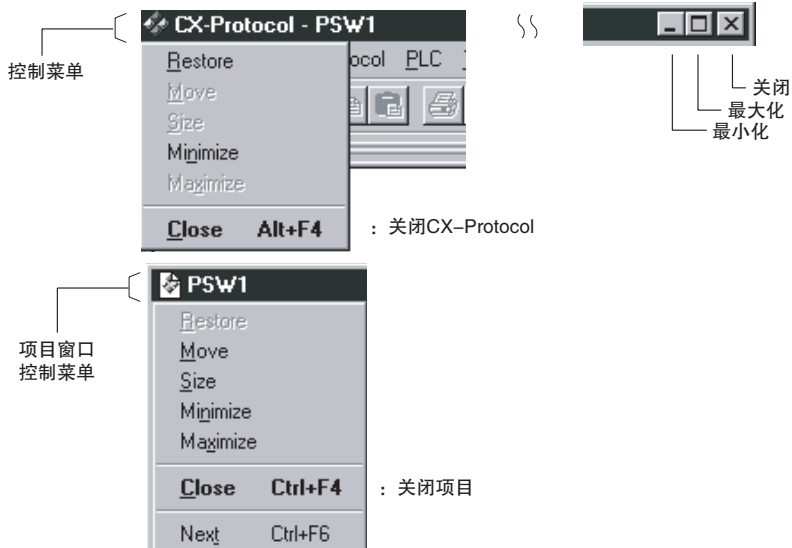 CX-Protocol - PSW1
控制菜单
Restore
ocol PLC
Move
Size
Minimize
Maximize
Close Alt+F4
：关闭CX–Protocol
关闭
最大化
最小化
PSW1
项目窗口
控制菜单
Restore
Move
Size
Minimize
Maximize
Close Ctrl+F4
：关闭项目
Next Ctrl+F6